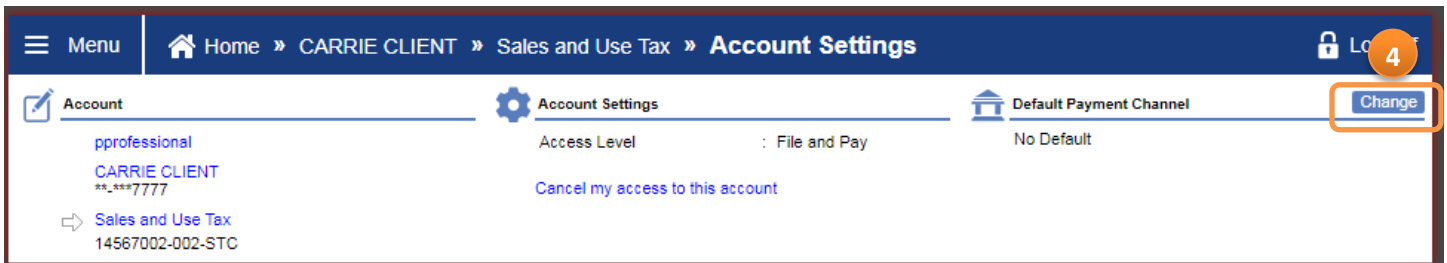 Menu Home » CARRIE CLIENT » Sales and Use Tax » Account Settings
4
Account
pprofessional
CARRIE CLIENT
**-***7777
Sales and Use Tax
14567002-002-STC
Account Settings
Access Level : File and Pay
Cancel my access to this account
Default Payment Channel Change
No Default